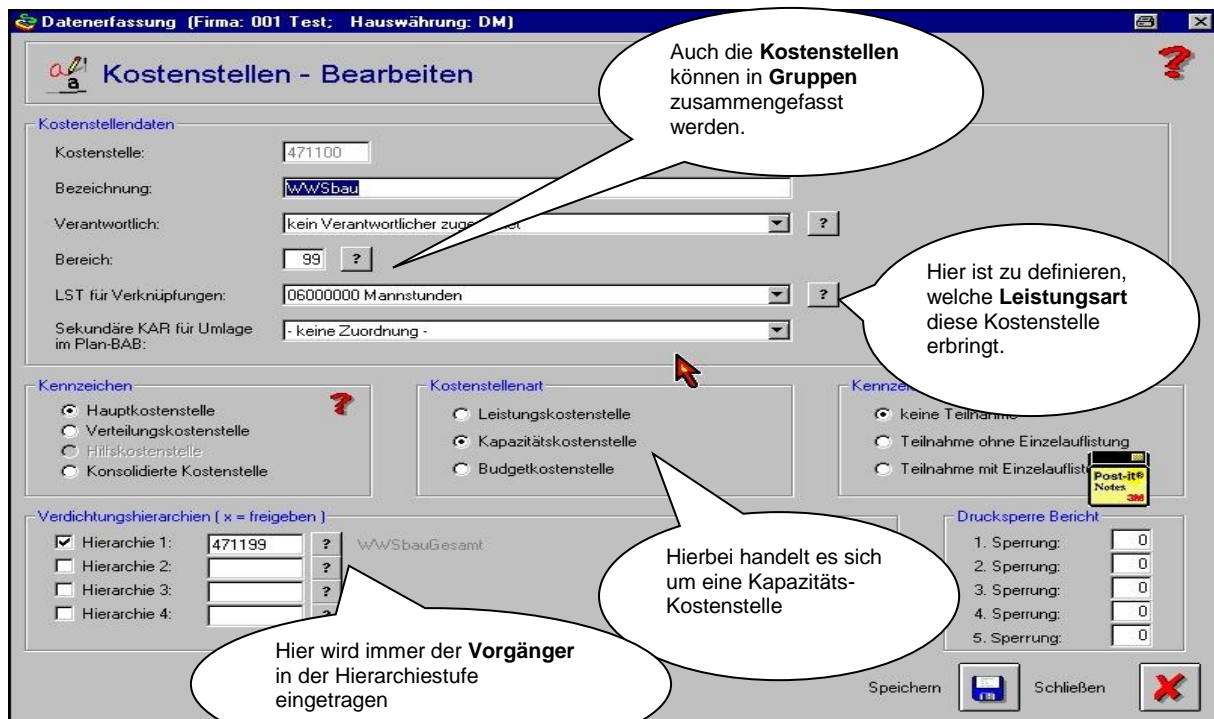 Datenerfassung (Firma: 001 Test; Hauswährung: DM)
Kostenstellen - Bearbeiten
Auch die Kostenstellen
können in Gruppen
zusammengefasst
werden.
Kostenstellendaten
Kostenstelle: 471100
Bezeichnung: WWSbau
Verantwortlich: kein Verantwortlicher ?
Bereich: 99 ?
LST für Verknüpfungen: 06000000 Mannstunden ?
Sekundäre KAR für Umlage
im Plan-BAB: - keine Zuordnung -
Hier ist zu definieren,
welche Leistungsart
diese Kostenstelle
erbringt.
Kennzeichen
Hauptkostenstelle
Verteilungskostenstelle
Hilfskostenstelle
Konsolidierte Kostenstelle
Kostenstellenart
Leistungskostenstelle
Kapazitätskostenstelle
Budgetkostenstelle
keine Teilnahme
Teilnahme ohne Einzelauflistung
Teilnahme mit
Post-it®
Notes
3M
Verdichtungshierarchien ( x = freigeben )
Hierarchie 1: 471199 ? WWSbauGesamt
Hierarchie 2: ?
Hierarchie 3: ?
Hierarchie 4:
Hierbei handelt es sich
um eine Kapazitäts-
Kostenstelle
Drucksperre Bericht
1. Sperrung: 0
2. Sperrung: 0
3. Sperrung: 0
4. Sperrung: 0
5. Sperrung: 0
Hier wird immer der Vorgänger
in der Hierarchiestufe
eingetragen
Speichern Schließen